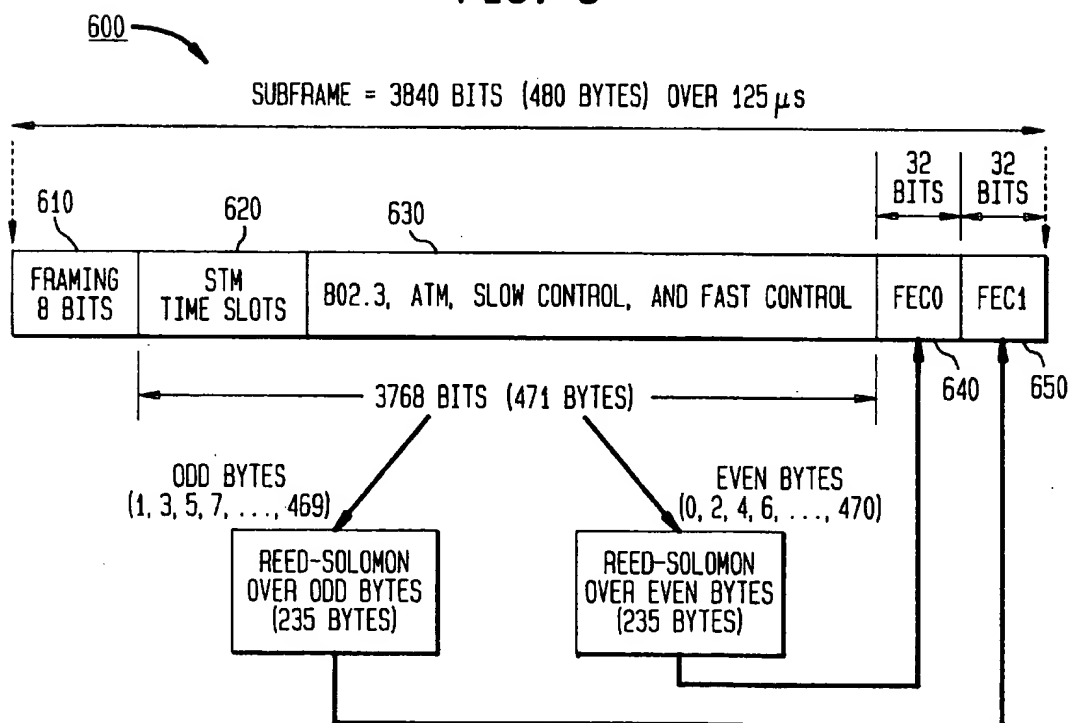 600
SUBFRAME = 3840 BITS (480 BYTES) OVER 125 μs
32
BITS
32
BITS
610
620
630
FRAMING
8 BITS
STM
TIME SLOTS
802.3, ATM, SLOW CONTROL, AND FAST CONTROL
FEC0
FEC1
640
650
3768 BITS (471 BYTES)
ODD BYTES
(1, 3, 5, 7, . . ., 469)
EVEN BYTES
(0, 2, 4, 6, . . ., 470)
REED-SOLOMON
OVER ODD BYTES
(235 BYTES)
REED-SOLOMON
OVER EVEN BYTES
(235 BYTES)